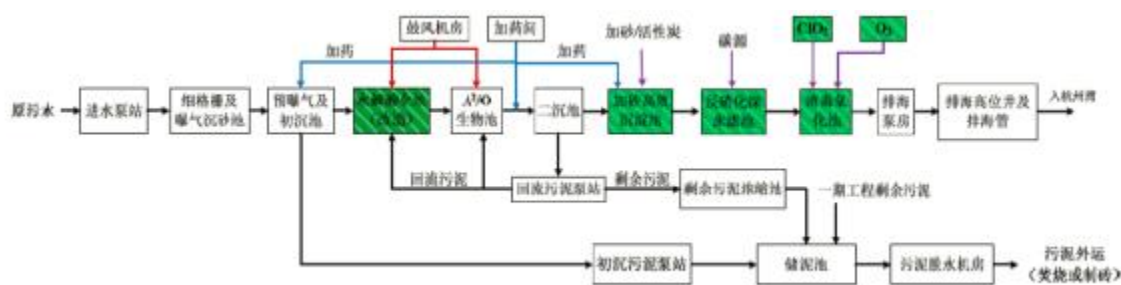 鼓风机房
加药间
加砂/活性炭
碳源
ClO₂
O₃
加药
加药
原污水
进水泵站
细格栅及
曝气沉砂池
预曝气及
初沉池
A²/O
生物池
二沉池
加砂高效
沉淀池
反硝化深
床滤池
消毒氧
化池
排海
泵房
排海高位井及
排海管
入杭州湾
回流污泥
回流污泥泵站
剩余污泥
剩余污泥浓缩池
一期工程剩余污泥
初沉污泥泵站
储泥池
污泥脱水机房
污泥外运
(焚烧或制砖)